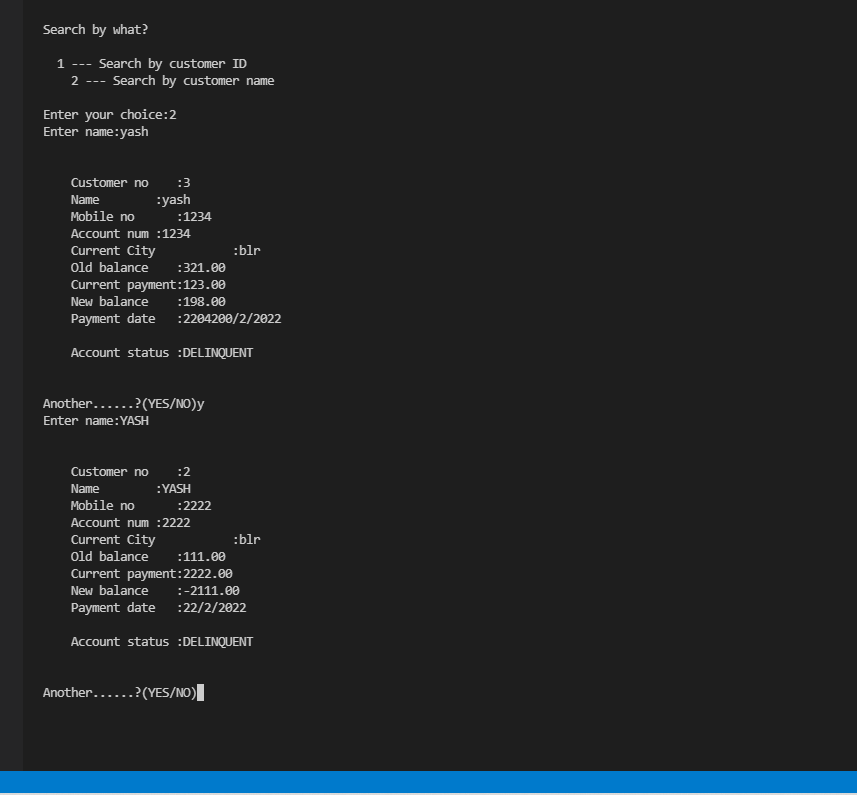 Search by what?
1 --- Search by customer ID
2 --- Search by customer name
Enter your choice:2
Enter name:yash
Customer no    :3
Name        :yash
Mobile no      :1234
Account num :1234
Current City           :blr
Old balance    :321.00
Current payment:123.00
New balance    :198.00
Payment date   :2204200/2/2022
Account status :DELINQUENT
Another......?(YES/NO)y
Enter name:YASH
Customer no    :2
Name        :YASH
Mobile no      :2222
Account num :2222
Current City           :blr
Old balance    :111.00
Current payment:2222.00
New balance    :-2111.00
Payment date   :22/2/2022
Account status :DELINQUENT
Another......?(YES/NO)